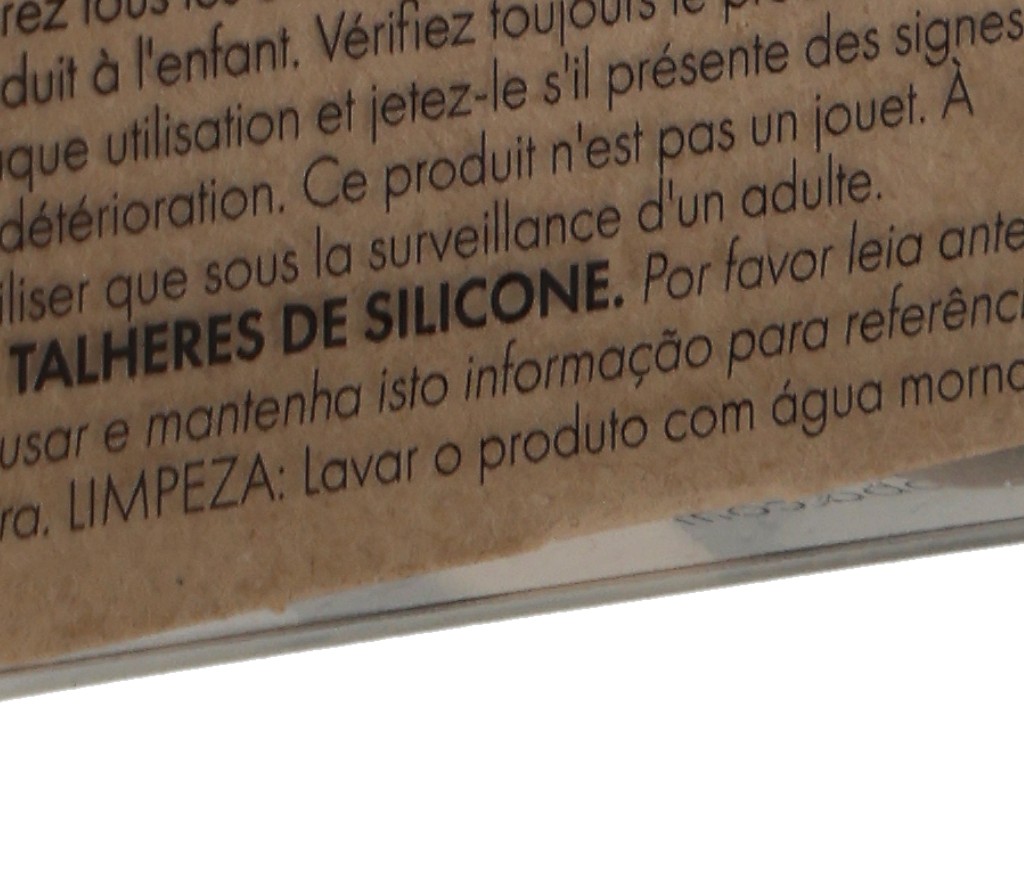 duit à l'enfant. Vérifiez toujours le
que utilisation et jetez-le s'il présente des signes
détérioration. Ce produit n'est pas un jouet. À
iliser que sous la surveillance d'un adulte.
TALHERES DE SILICONE. Por favor leia ante
usar e mantenha isto informação para referênci
ra. LIMPEZA: Lavar o produto com água morna